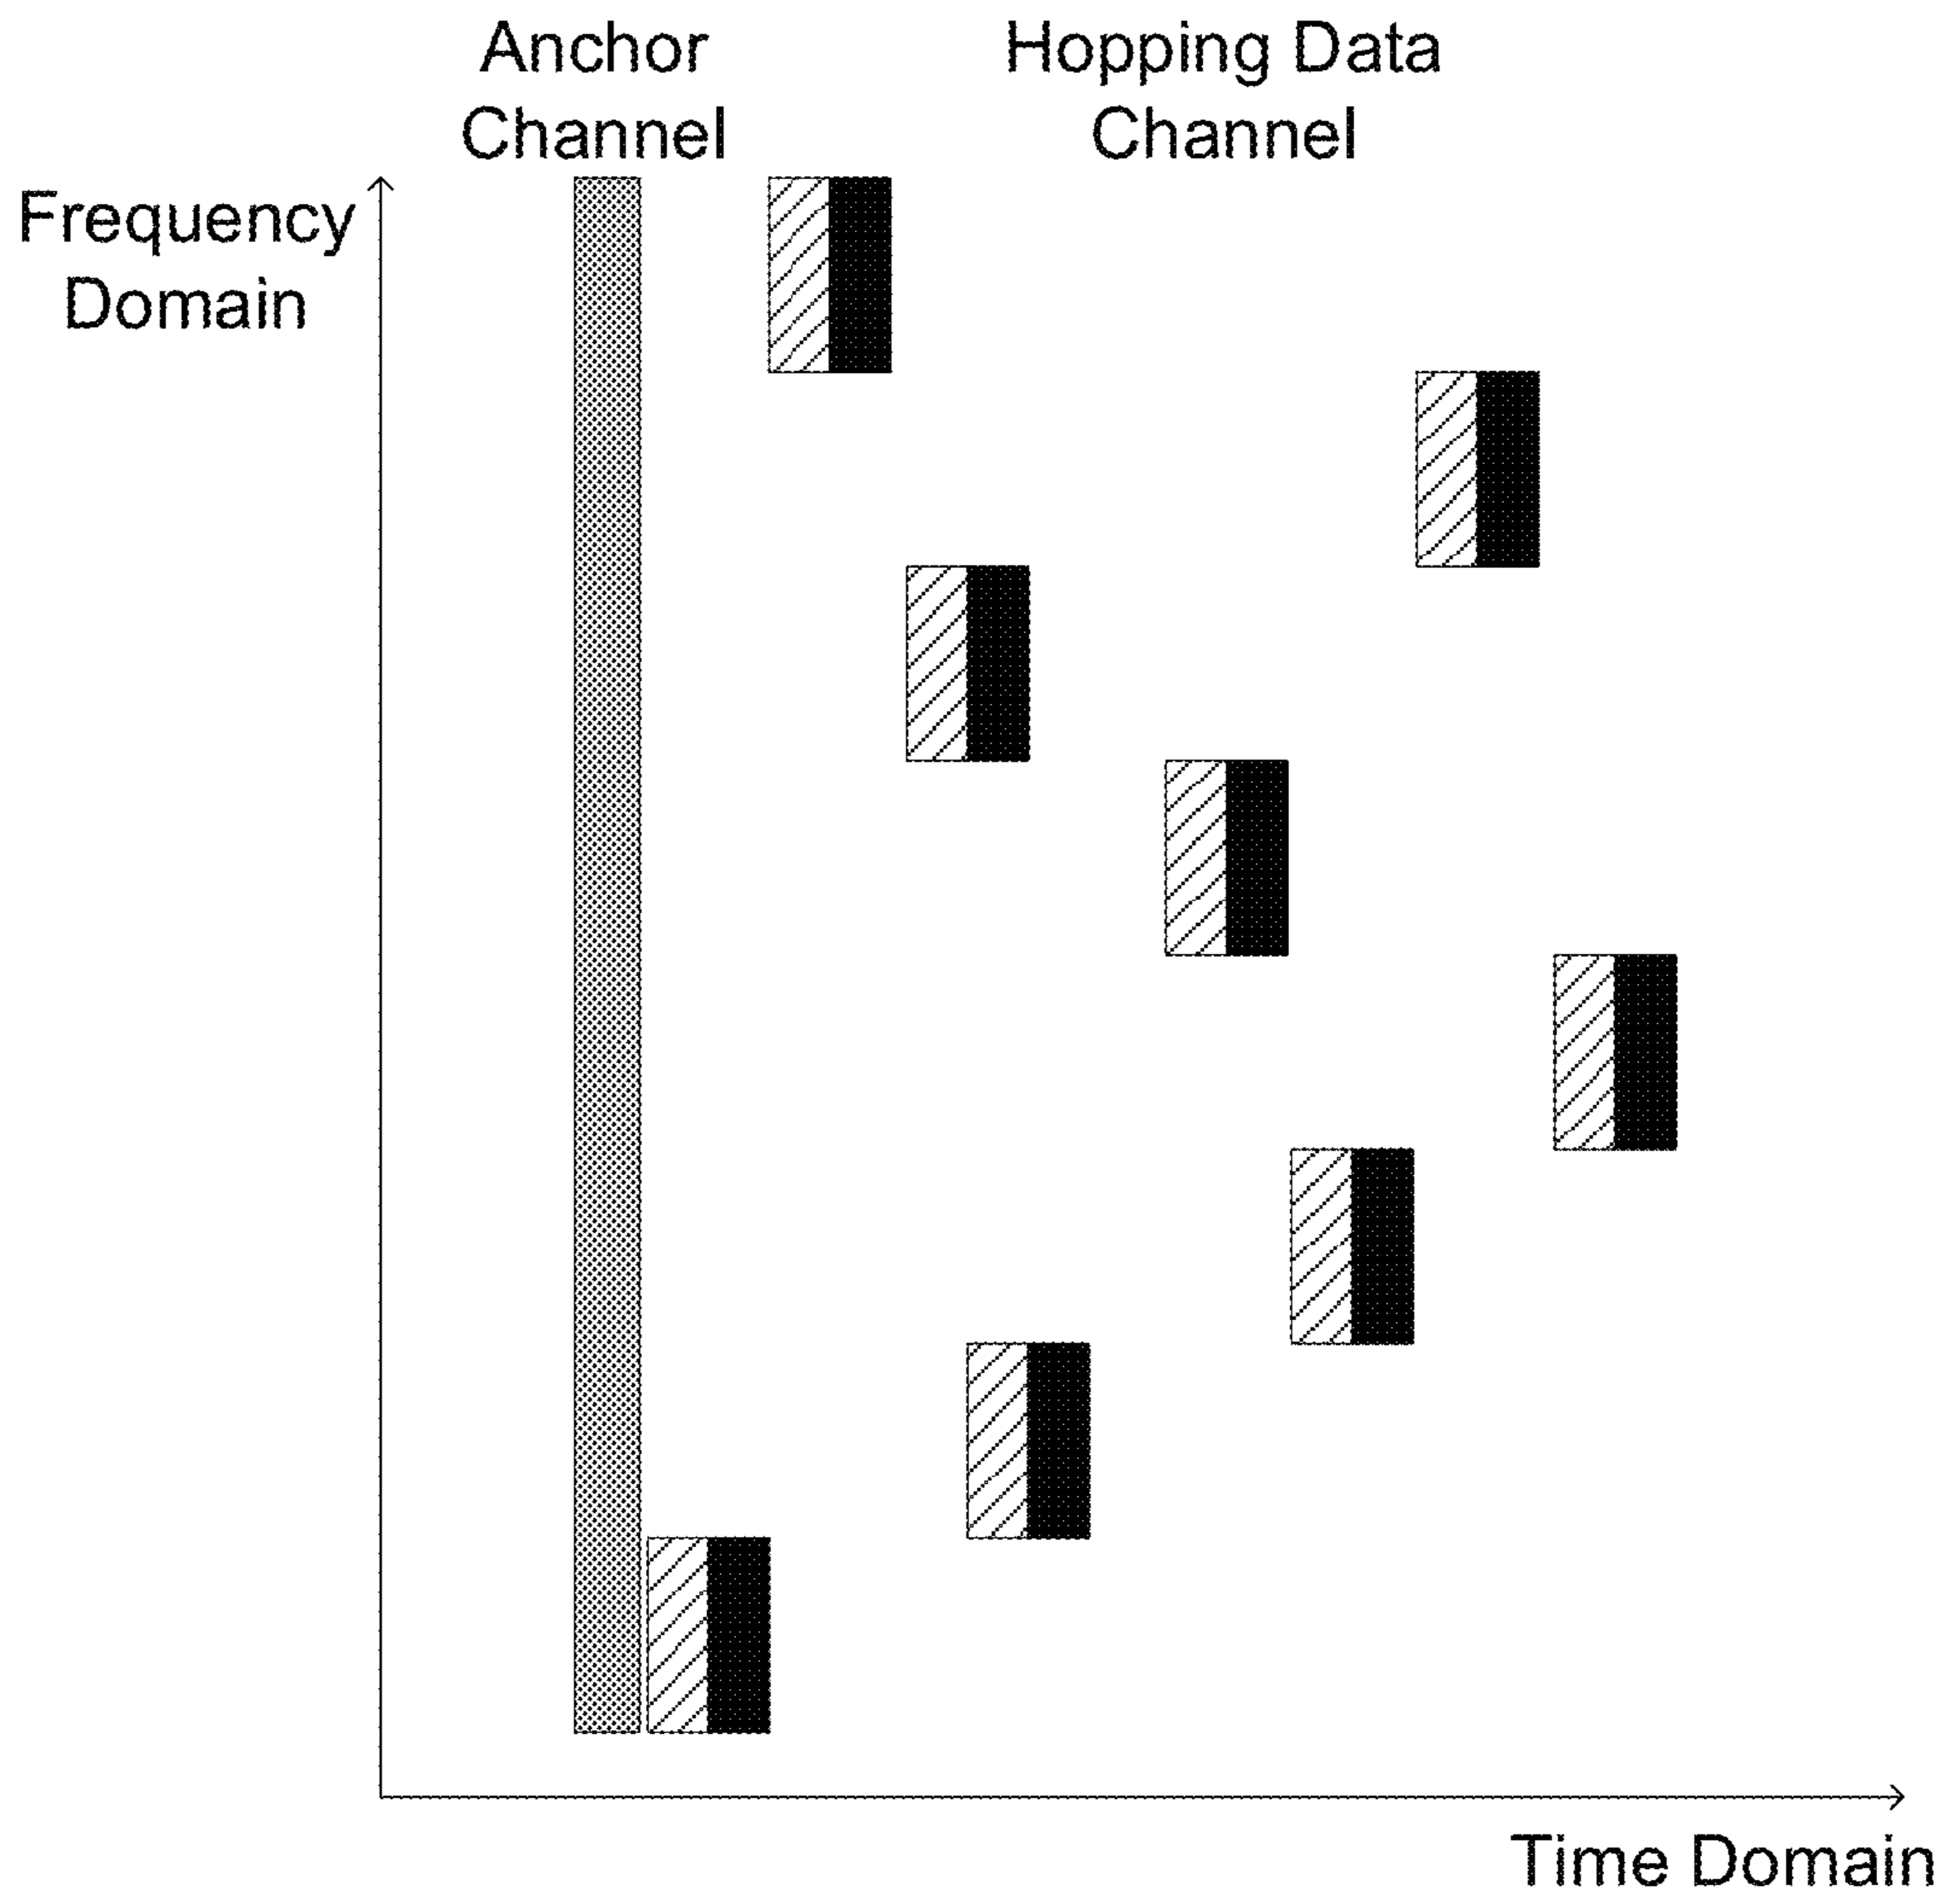 Anchor
Channel
Hopping Data
Channel
Frequency
Domain
Time Domain